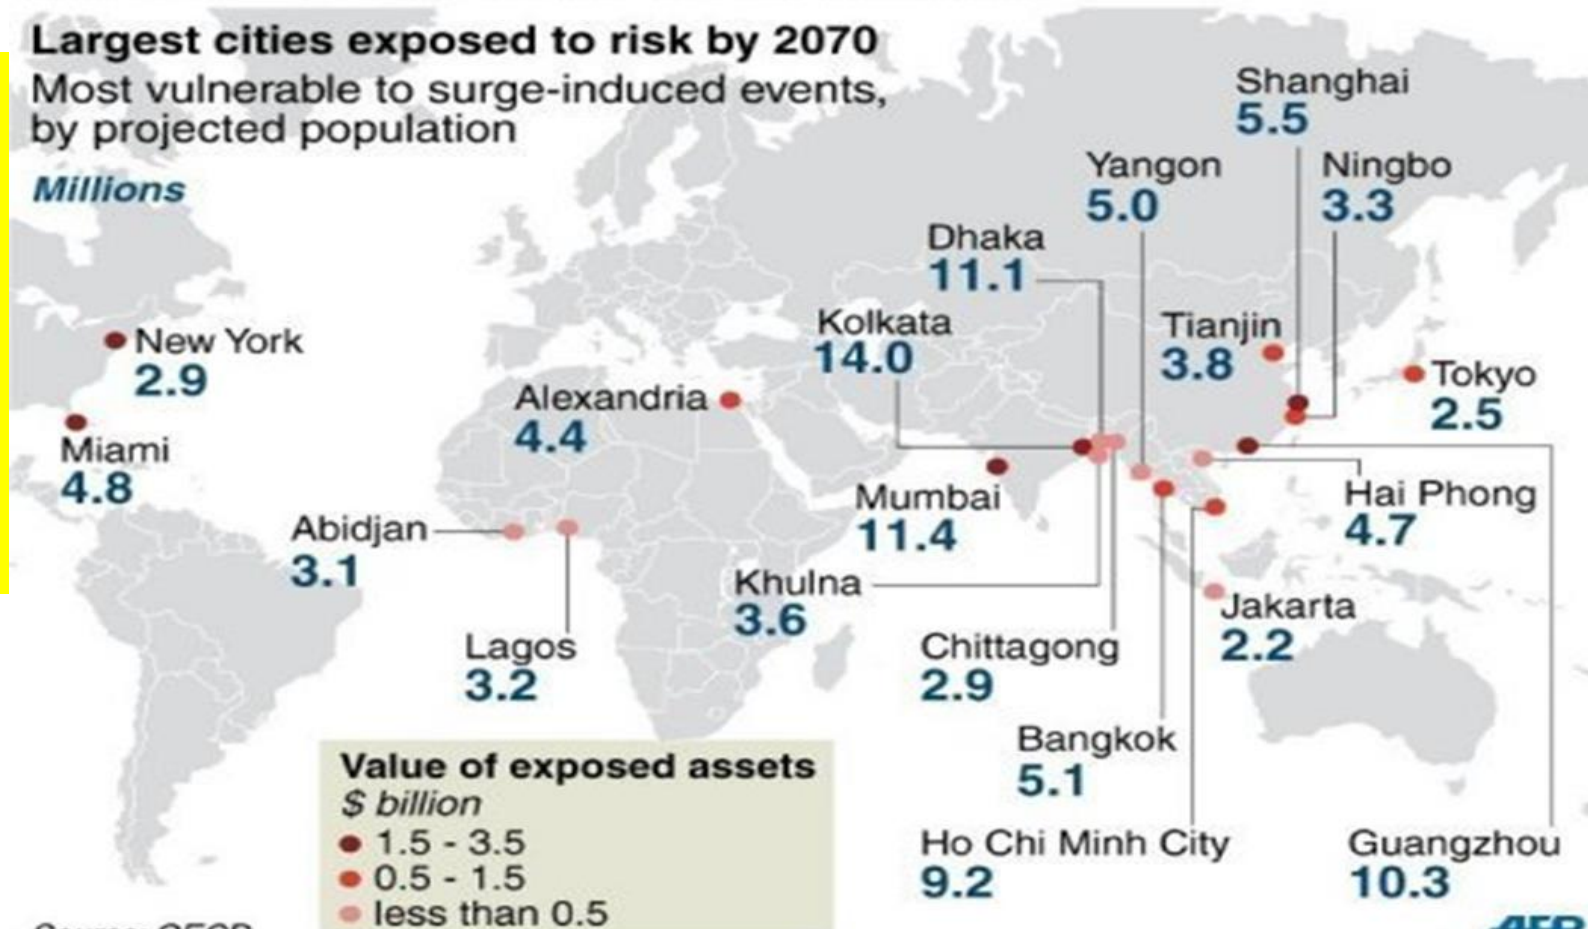 Largest cities exposed to risk by 2070
Most vulnerable to surge-induced events,
by projected population
Millions
Shanghai
5.5
Yangon
5.0
Ningbo
3.3
Dhaka
11.1
Kolkata
14.0
Tianjin
3.8
New York
2.9
Tokyo
2.5
Alexandria
4.4
Miami
4.8
Mumbai
11.4
Hai Phong
4.7
Abidjan
3.1
Khulna
3.6
Jakarta
2.2
Lagos
3.2
Chittagong
2.9
Bangkok
5.1
Ho Chi Minh City
9.2
Guangzhou
10.3
Value of exposed assets
$ billion
1.5 - 3.5
0.5 - 1.5
less than 0.5
AFP